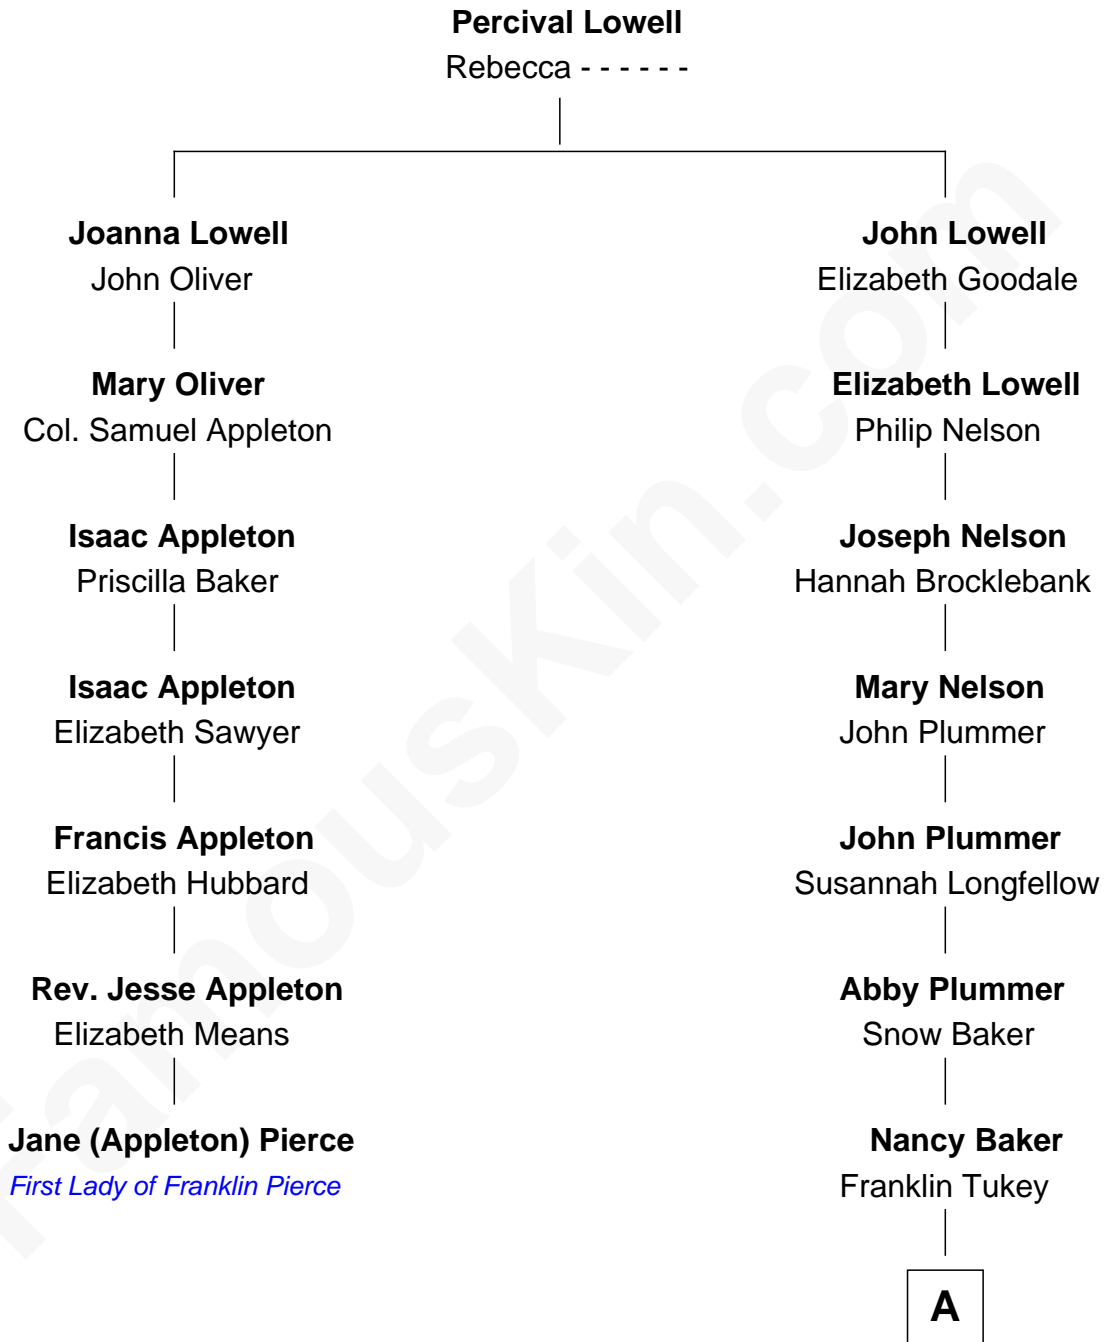 Percival Lowell
Rebecca - - - - - -
Joanna Lowell
John Oliver
John Lowell
Elizabeth Goodale
Mary Oliver
Col. Samuel Appleton
Elizabeth Lowell
Philip Nelson
Isaac Appleton
Priscilla Baker
Joseph Nelson
Hannah Brocklebank
Isaac Appleton
Elizabeth Sawyer
Mary Nelson
John Plummer
Francis Appleton
Elizabeth Hubbard
John Plummer
Susannah Longfellow
Rev. Jesse Appleton
Elizabeth Means
Abby Plummer
Snow Baker
Jane (Appleton) Pierce
First Lady of Franklin Pierce
Nancy Baker
Franklin Tukey
A
FamousKin.com